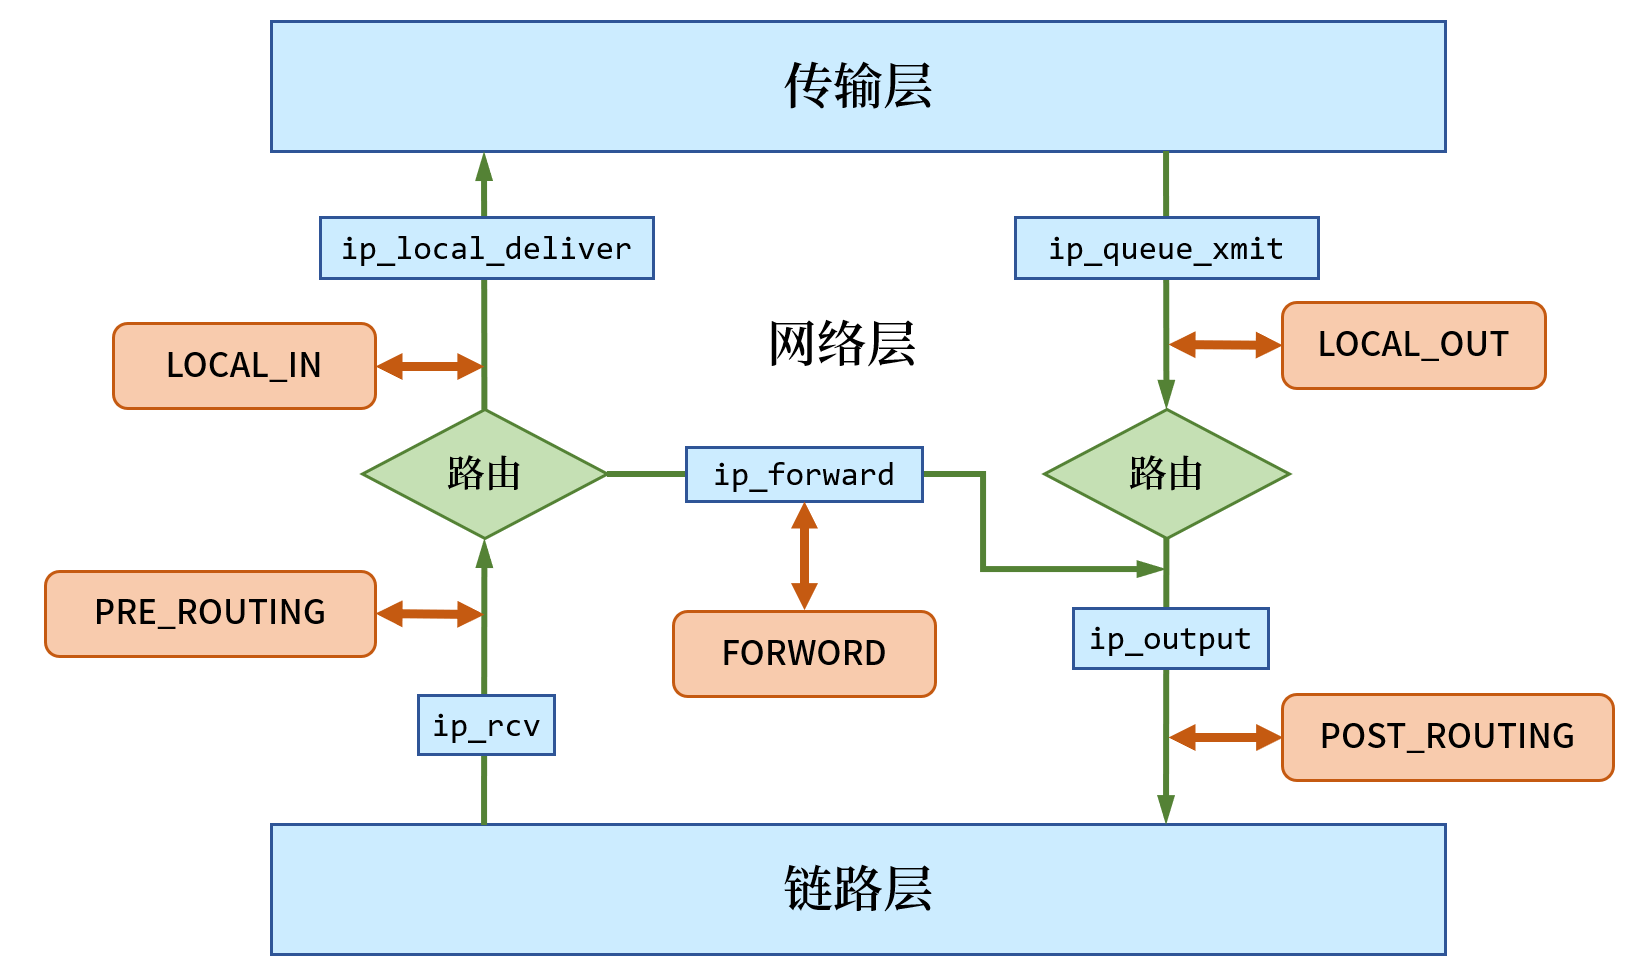 传输层
ip_local_deliver
ip_queue_xmit
网络层
LOCAL_IN
LOCAL_OUT
路由
ip_forward
路由
PRE_ROUTING
FORWORD
ip_output
ip_rcv
POST_ROUTING
链路层